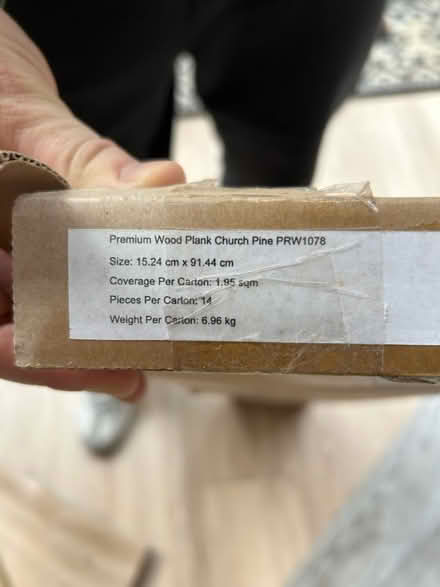 Premium Wood Plank Church Pine PRW1078
Size: 15.24 cm x 91.44 cm
Coverage Per Carton: 1.95 sqm
Pieces Per Carton: 14
Weight Per Carton: 6.96 kg